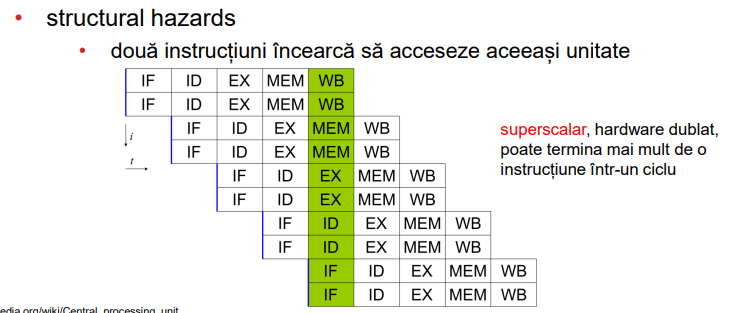 structural hazards
două instrucțiuni încearcă să acceseze aceeași unitate
IF ID EX MEM WB
IF ID EX MEM WB
IF ID EX MEM WB
IF ID EX MEM WB
IF ID EX MEM WB
IF ID EX MEM WB
IF ID EX MEM WB
IF ID EX MEM WB
IF ID EX MEM WB
IF ID EX MEM WB
i
t
superscalar, hardware dublat,
poate termina mai mult de o
instrucțiune într-un ciclu
edia.org/wiki/Central_processing_unit